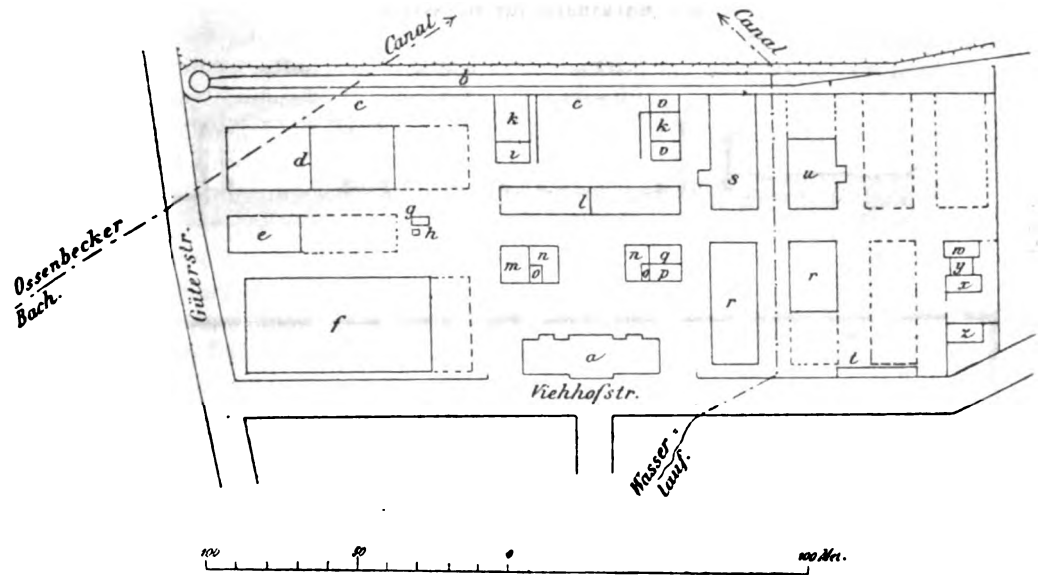 Canal
Canal
b
c
c
k
i
v
k
v
d
s
u
l
e
g
h
Ossenbecker
Bach.
Güterstr.
m
n
o
n
q
o
p
r
r
w
y
x
z
f
a
t
Viehhofstr.
Wasser
lauf.
100
50
0
100 Mtr.